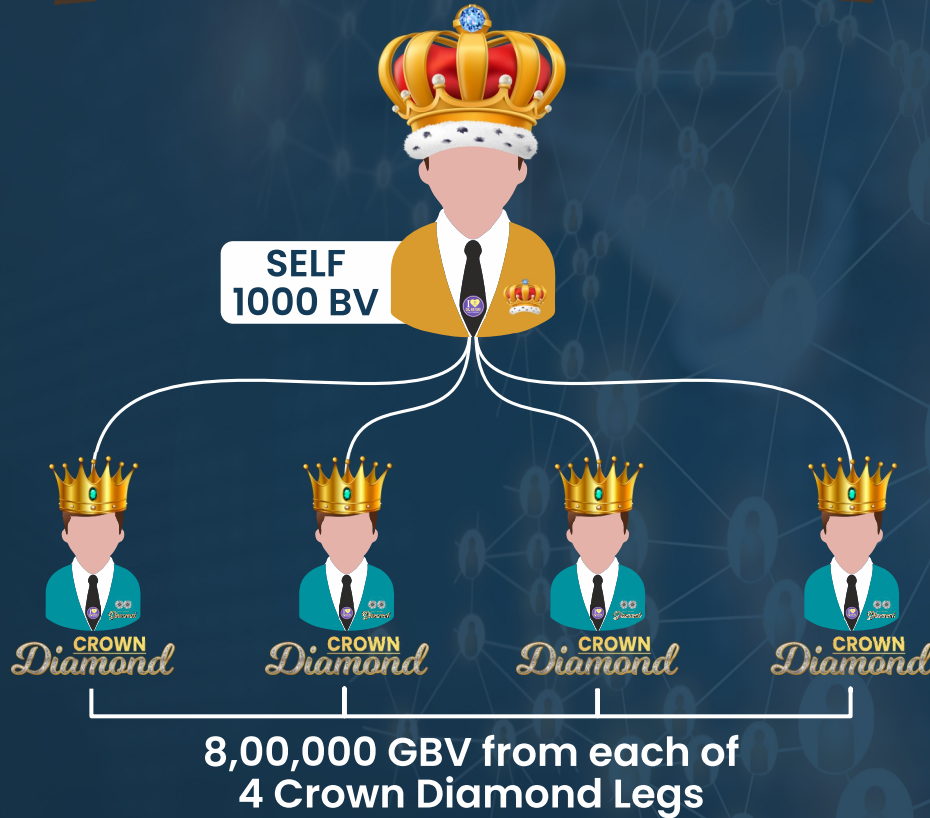 SELF
1000 BV
CROWN
Diamond
CROWN
Diamond
CROWN
Diamond
CROWN
Diamond
8,00,000 GBV from each of
4 Crown Diamond Legs